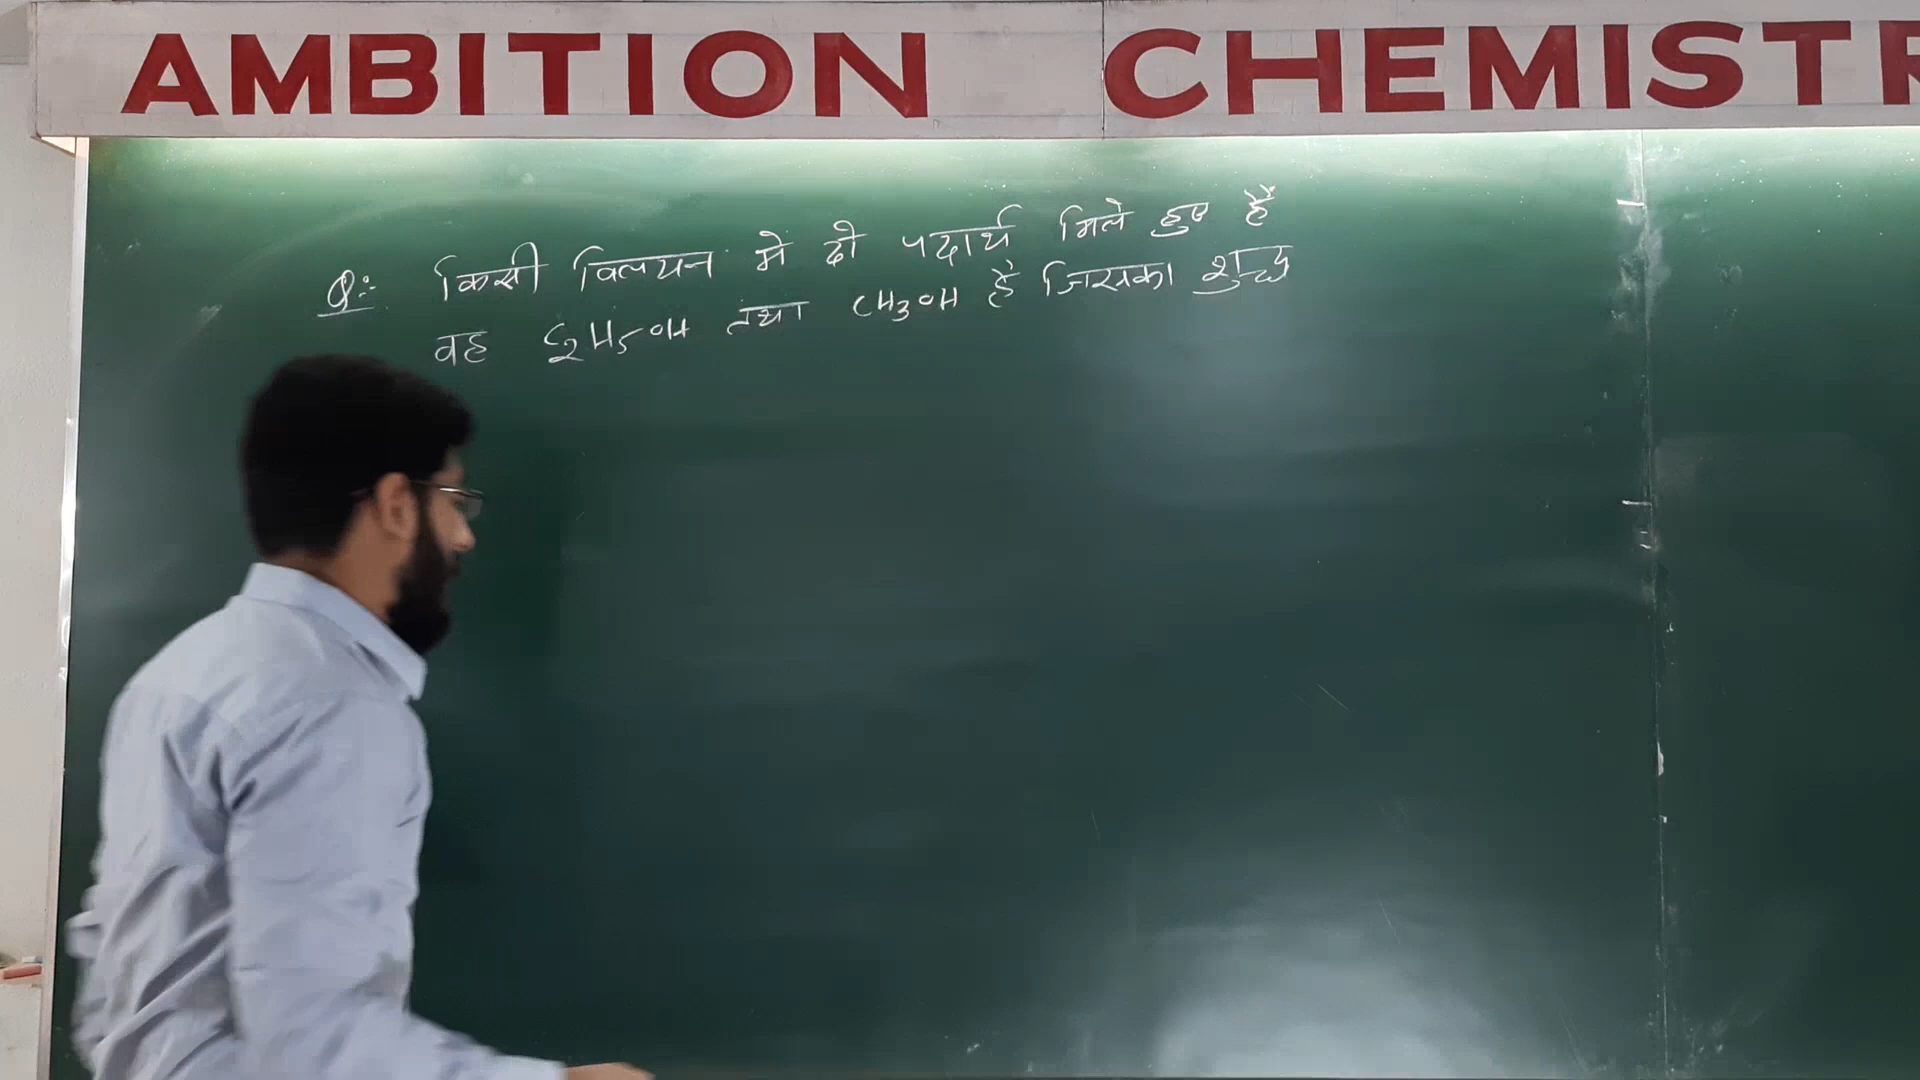 AMBITION CHEMISTR
Q:- किसी विलयन में दो पदार्थ मिले हुए हैं
वह C2H5OH तथा CH3OH है जिसका शुद्ध